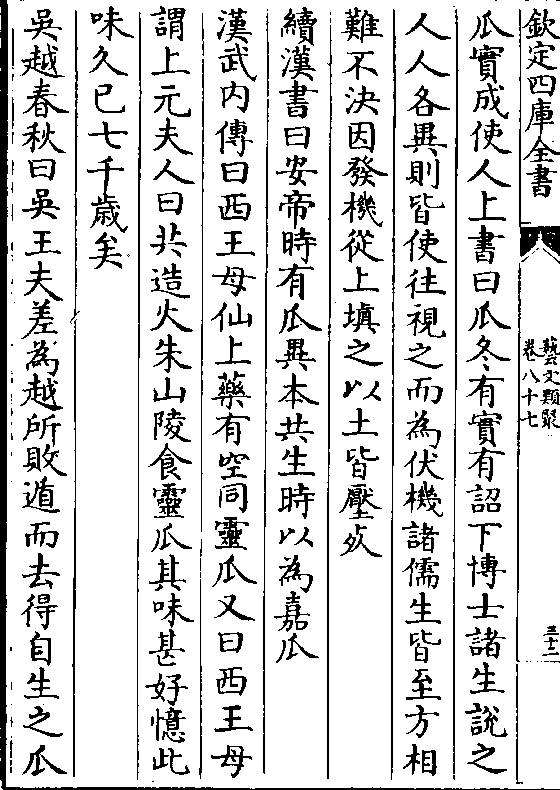 欽定四庫全書
藝文類聚
卷八十七
三十二
瓜實成使人上書曰瓜冬有實有詔下博士諸生說之
人人各異則皆使往視之而為伏機諸儒生皆至方相
難不決因發機從上塡之以土皆壓死
續漢書曰安帝時有瓜異本共生時以為嘉瓜
漢武内傳曰西王母仙上藥有空同靈瓜又曰西王母
謂上元夫人曰共造火朱山陵食靈瓜其味甚好憶此
味久已七千歳矣
吳越春秋曰吳王夫差為越所敗遁而去得自生之瓜